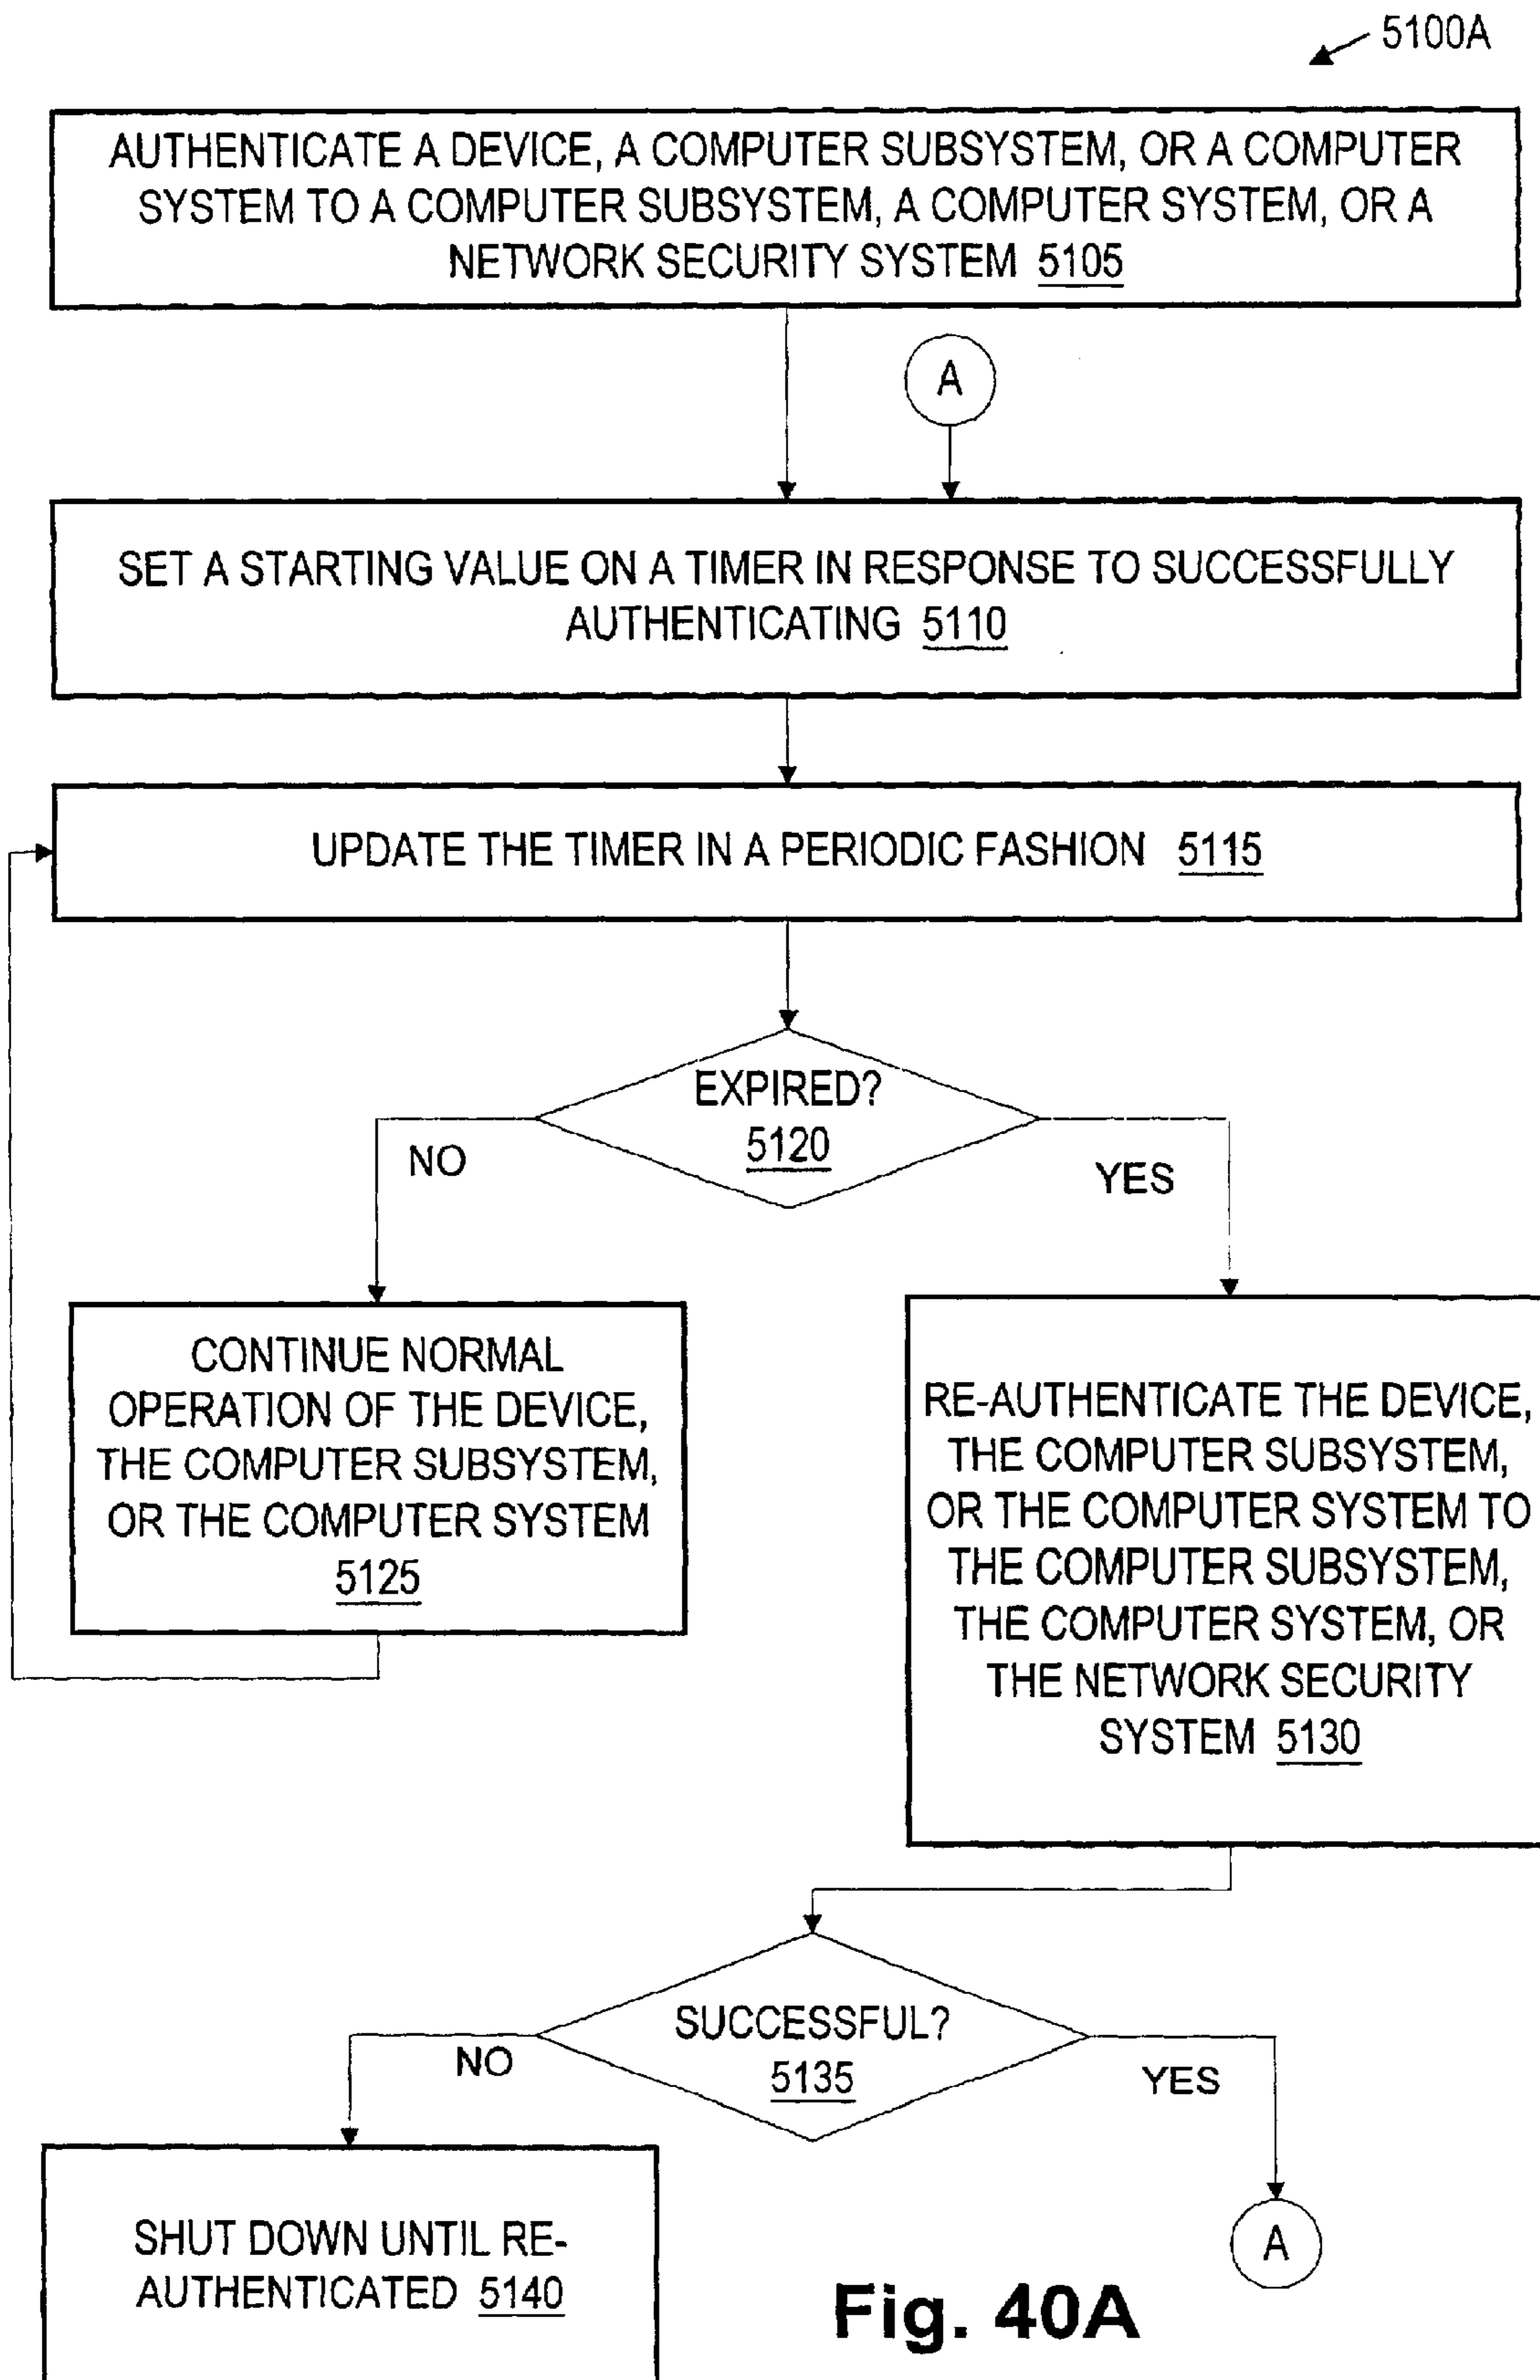 5100A
AUTHENTICATE A DEVICE, A COMPUTER SUBSYSTEM, OR A COMPUTER
SYSTEM TO A COMPUTER SUBSYSTEM, A COMPUTER SYSTEM, OR A
NETWORK SECURITY SYSTEM 5105
A
SET A STARTING VALUE ON A TIMER IN RESPONSE TO SUCCESSFULLY
AUTHENTICATING 5110
UPDATE THE TIMER IN A PERIODIC FASHION 5115
EXPIRED?
5120
NO
YES
CONTINUE NORMAL
OPERATION OF THE DEVICE,
THE COMPUTER SUBSYSTEM,
OR THE COMPUTER SYSTEM
5125
RE-AUTHENTICATE THE DEVICE,
THE COMPUTER SUBSYSTEM,
OR THE COMPUTER SYSTEM TO
THE COMPUTER SUBSYSTEM,
THE COMPUTER SYSTEM, OR
THE NETWORK SECURITY
SYSTEM 5130
SUCCESSFUL?
5135
NO
YES
SHUT DOWN UNTIL RE-
AUTHENTICATED 5140
A
Fig. 40A